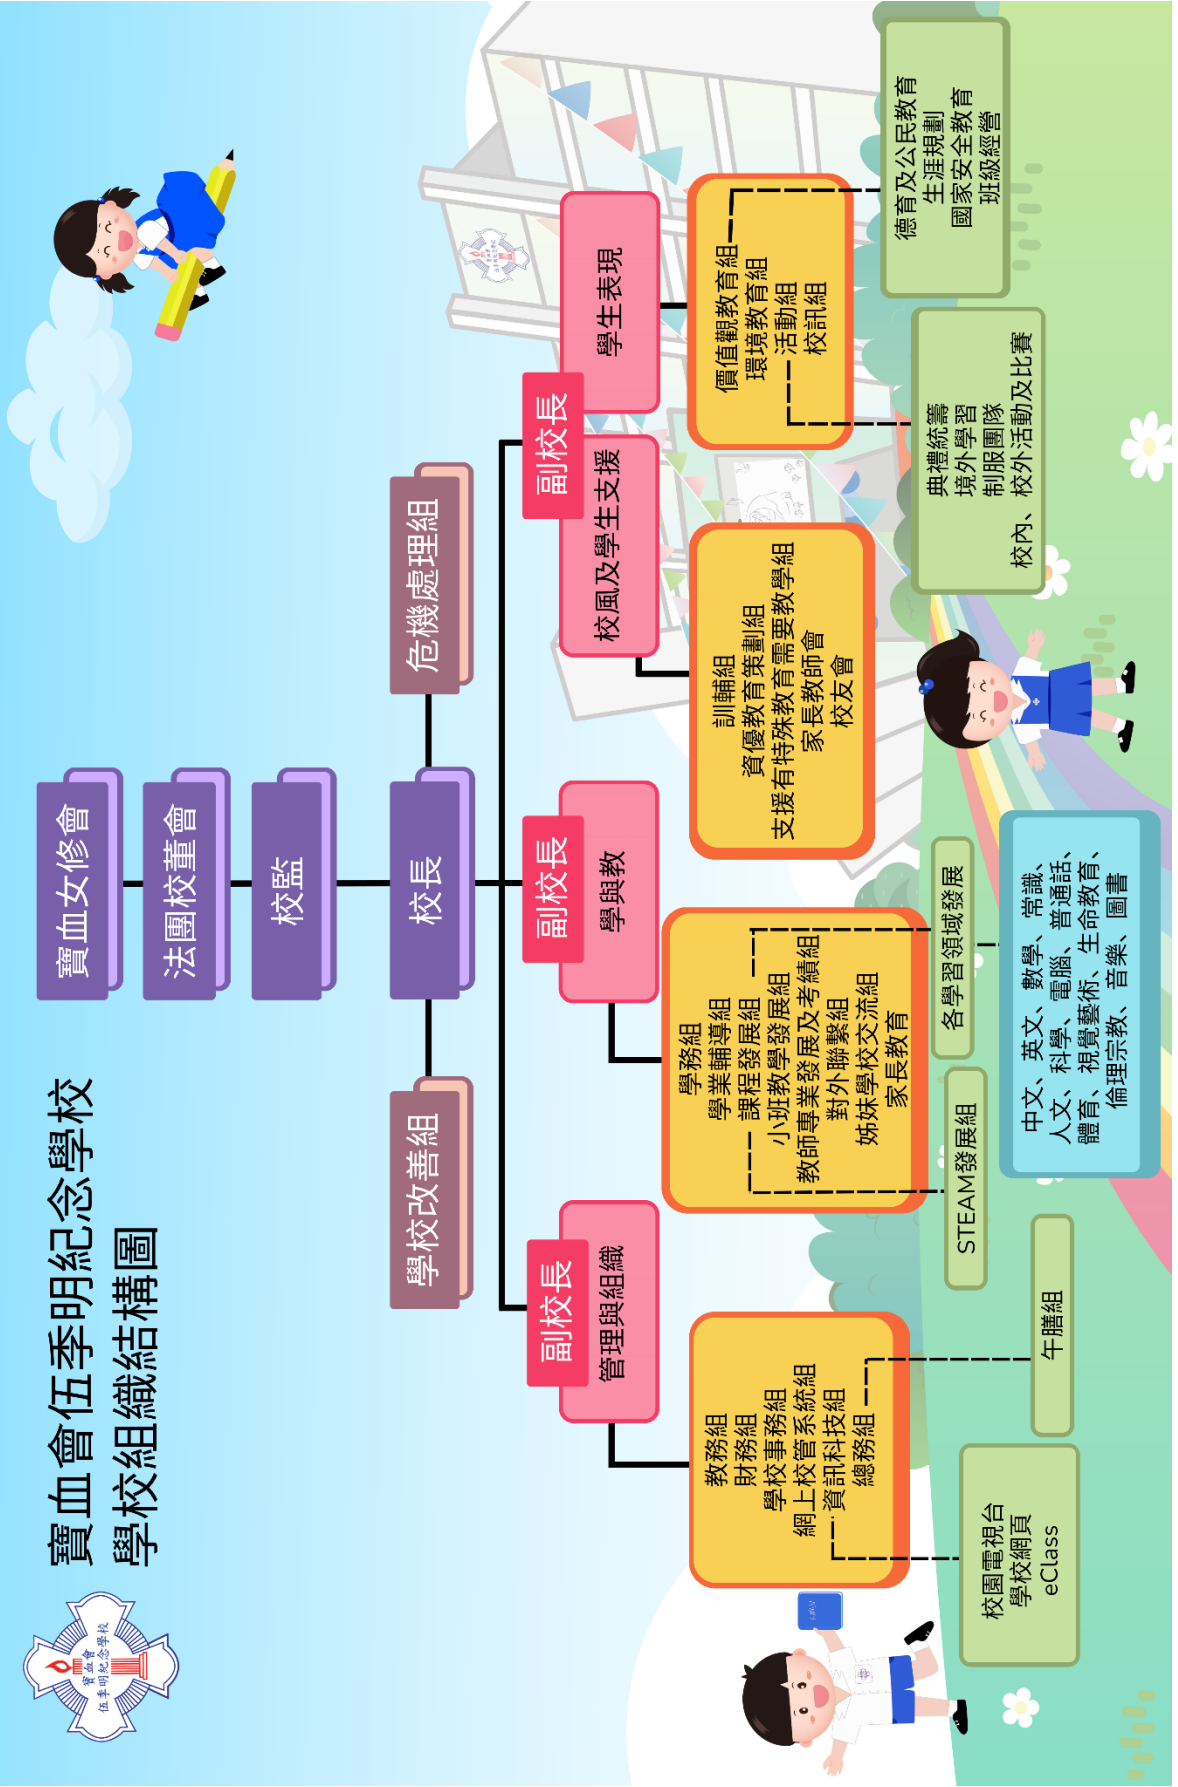 寶血會伍季明紀念學校
學校組織結構圖
寶血會
伍季明紀念學校
寶血女修會
法團校董會
校監
學校改善組
校長
危機處理組
副校長
管理與組織
副校長
學與教
副校長
校風及學生支援
學生表現
教務組
財務組
學校事務組
網上校管系統組
資訊科技組
總務組
學務組
學業輔導組
課程發展組
小班教學發展組
教師專業發展及考績組
對外聯繫組
姊妹學校交流組
家長教育
訓輔組
資優教育策劃組
支援有特殊教育需要教學組
家長教師會
校友會
價值觀教育組
環境教育組
活動組
校訊組
校園電視台
學校網頁
eClass
午膳組
STEAM發展組
各學習領域發展
中文、英文、數學、常識、
人文、科學、電腦、普通話、
體育、視覺藝術、生命教育、
倫理宗教、音樂、圖書
典禮統籌
境外學習
制服團隊
校內、校外活動及比賽
德育及公民教育
生涯規劃
國家安全教育
班級經營